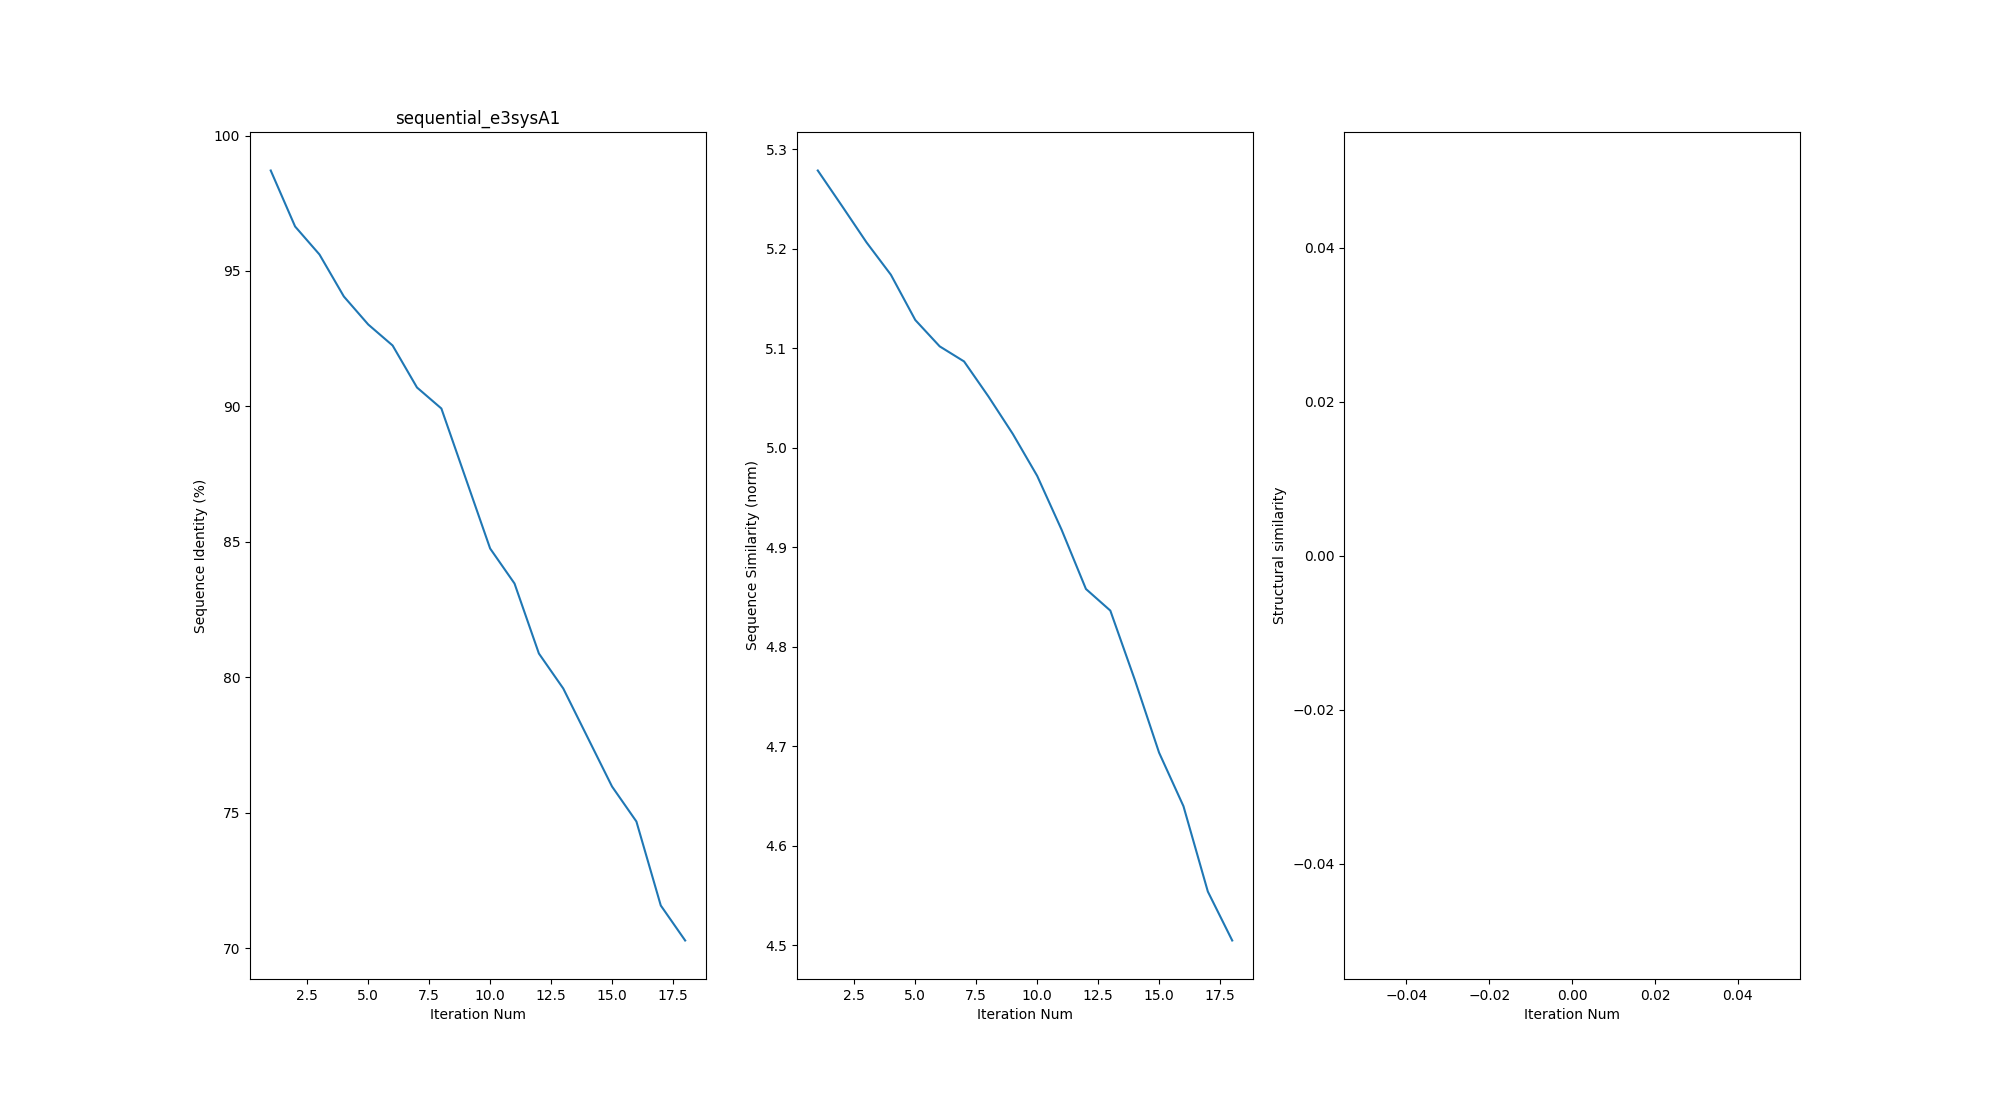 sequential_e3sysA1
100
95
90
85
80
75
70
Sequence Identity (%)
2.5 5.0 7.5 10.0 12.5 15.0 17.5
Iteration Num
5.3
5.2
5.1
5.0
4.9
4.8
4.7
4.6
4.5
Sequence Similarity (norm)
2.5 5.0 7.5 10.0 12.5 15.0 17.5
Iteration Num
0.04
0.02
0.00
−0.02
−0.04
Structural similarity
−0.04 −0.02 0.00 0.02 0.04
Iteration Num